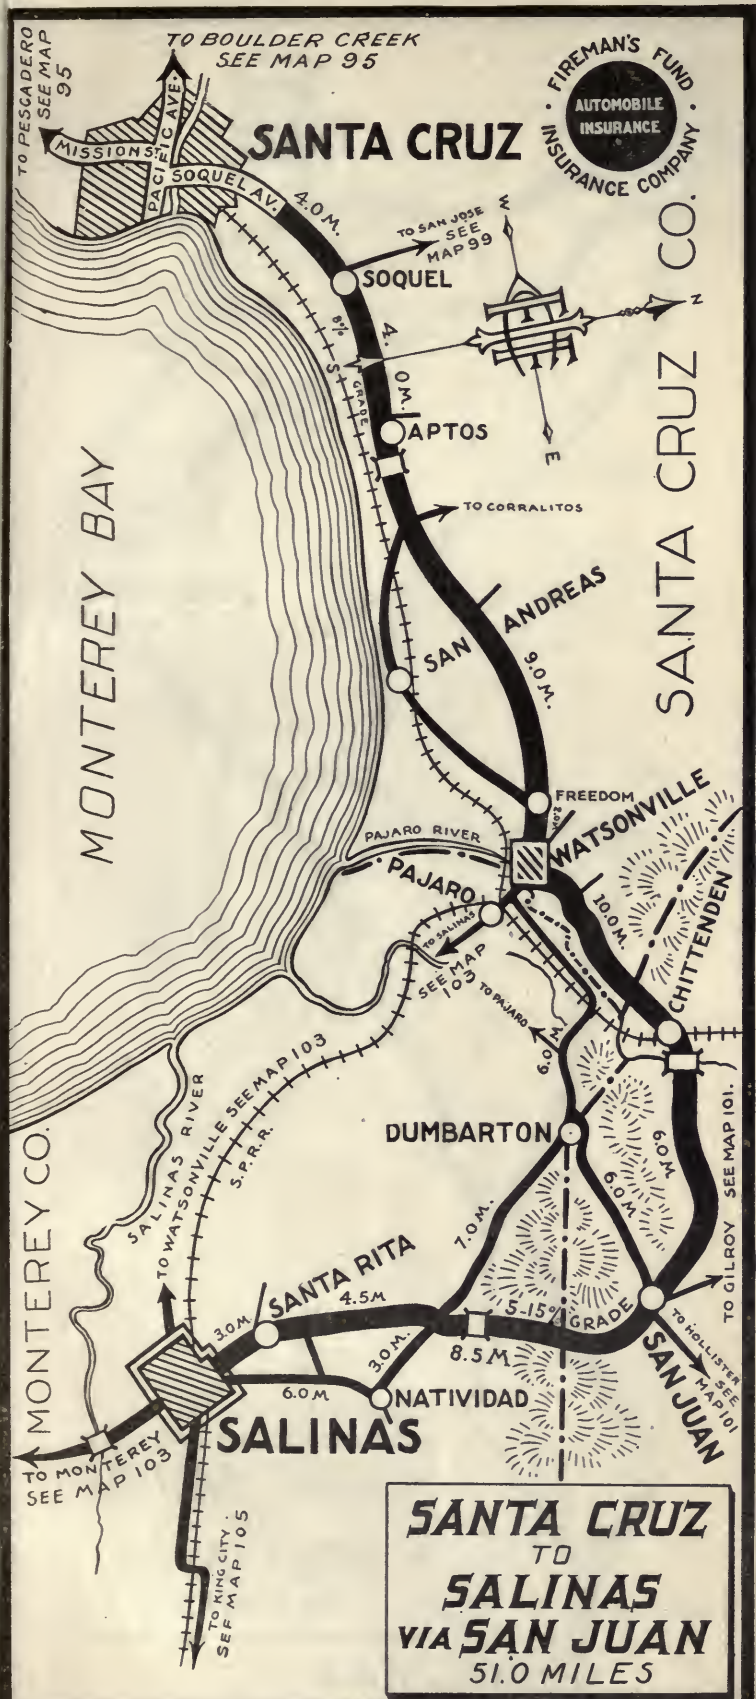 TO PESCADERO
SEE MAP
95
TO BOULDER CREEK
SEE MAP 95
FIREMAN'S FUND
INSURANCE COMPANY
AUTOMOBILE
INSURANCE
MISSION ST.
PACIFIC AVE.
SOQUEL AV.
SANTA CRUZ
4.0 M.
TO SAN JOSE
SEE
MAP 99
SOQUEL
W
N
E
S
8%
GRADE
4.0 M.
APTOS
TO CORRALITOS
SANTA CRUZ CO.
MONTEREY BAY
SAN ANDREAS
9.0 M.
FREEDOM
2.0 M.
WATSONVILLE
PAJARO RIVER
PAJARO
TO SALINAS
SEE MAP
103
10.0 M.
CHITTENDEN
TO PAJARO
6.0 M.
DUMBARTON
6.0 M
6.0 M
TO GILROY SEE MAP 101.
MONTEREY CO.
SALINAS RIVER
TO WATSONVILLE SEE MAP 103
S.P.R.R.
7.0 M.
SANTA RITA
3.0 M.
4.5 M
5-15% GRADE
8.5 M
3.0 M.
6.0 M
NATIVIDAD
SAN JUAN
TO HOLLISTER
SEE
MAP 101
SALINAS
TO MONTEREY
SEE MAP 103
TO KING CITY.
SEE MAP 105
SANTA CRUZ
TO
SALINAS
VIA SAN JUAN
51.0 MILES